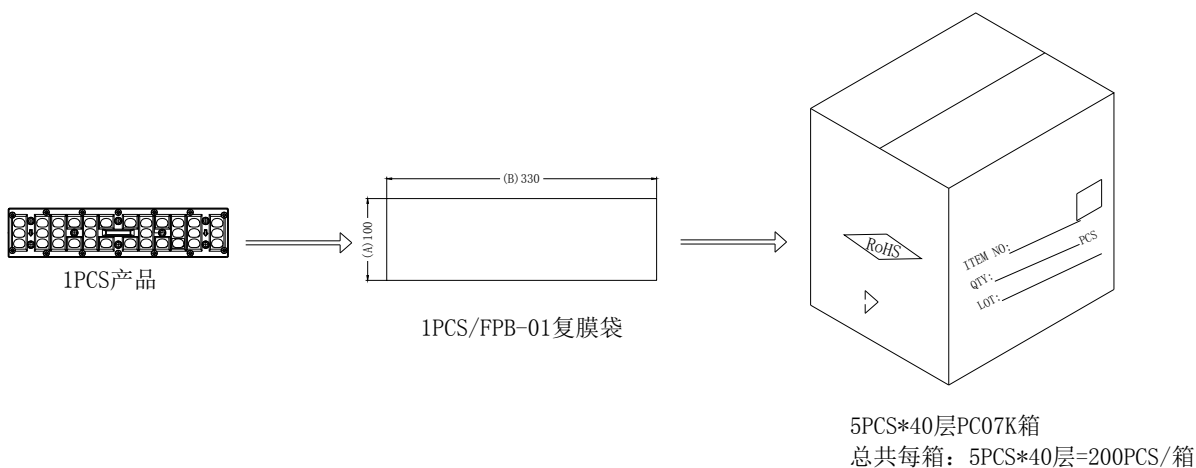 1PCS产品
(B)330
(A)100
1PCS/FPB-01复膜袋
RoHS
ITEM NO:
QTY: PCS
LOT:
5PCS*40层PC07K箱
总共每箱: 5PCS*40层=200PCS/箱